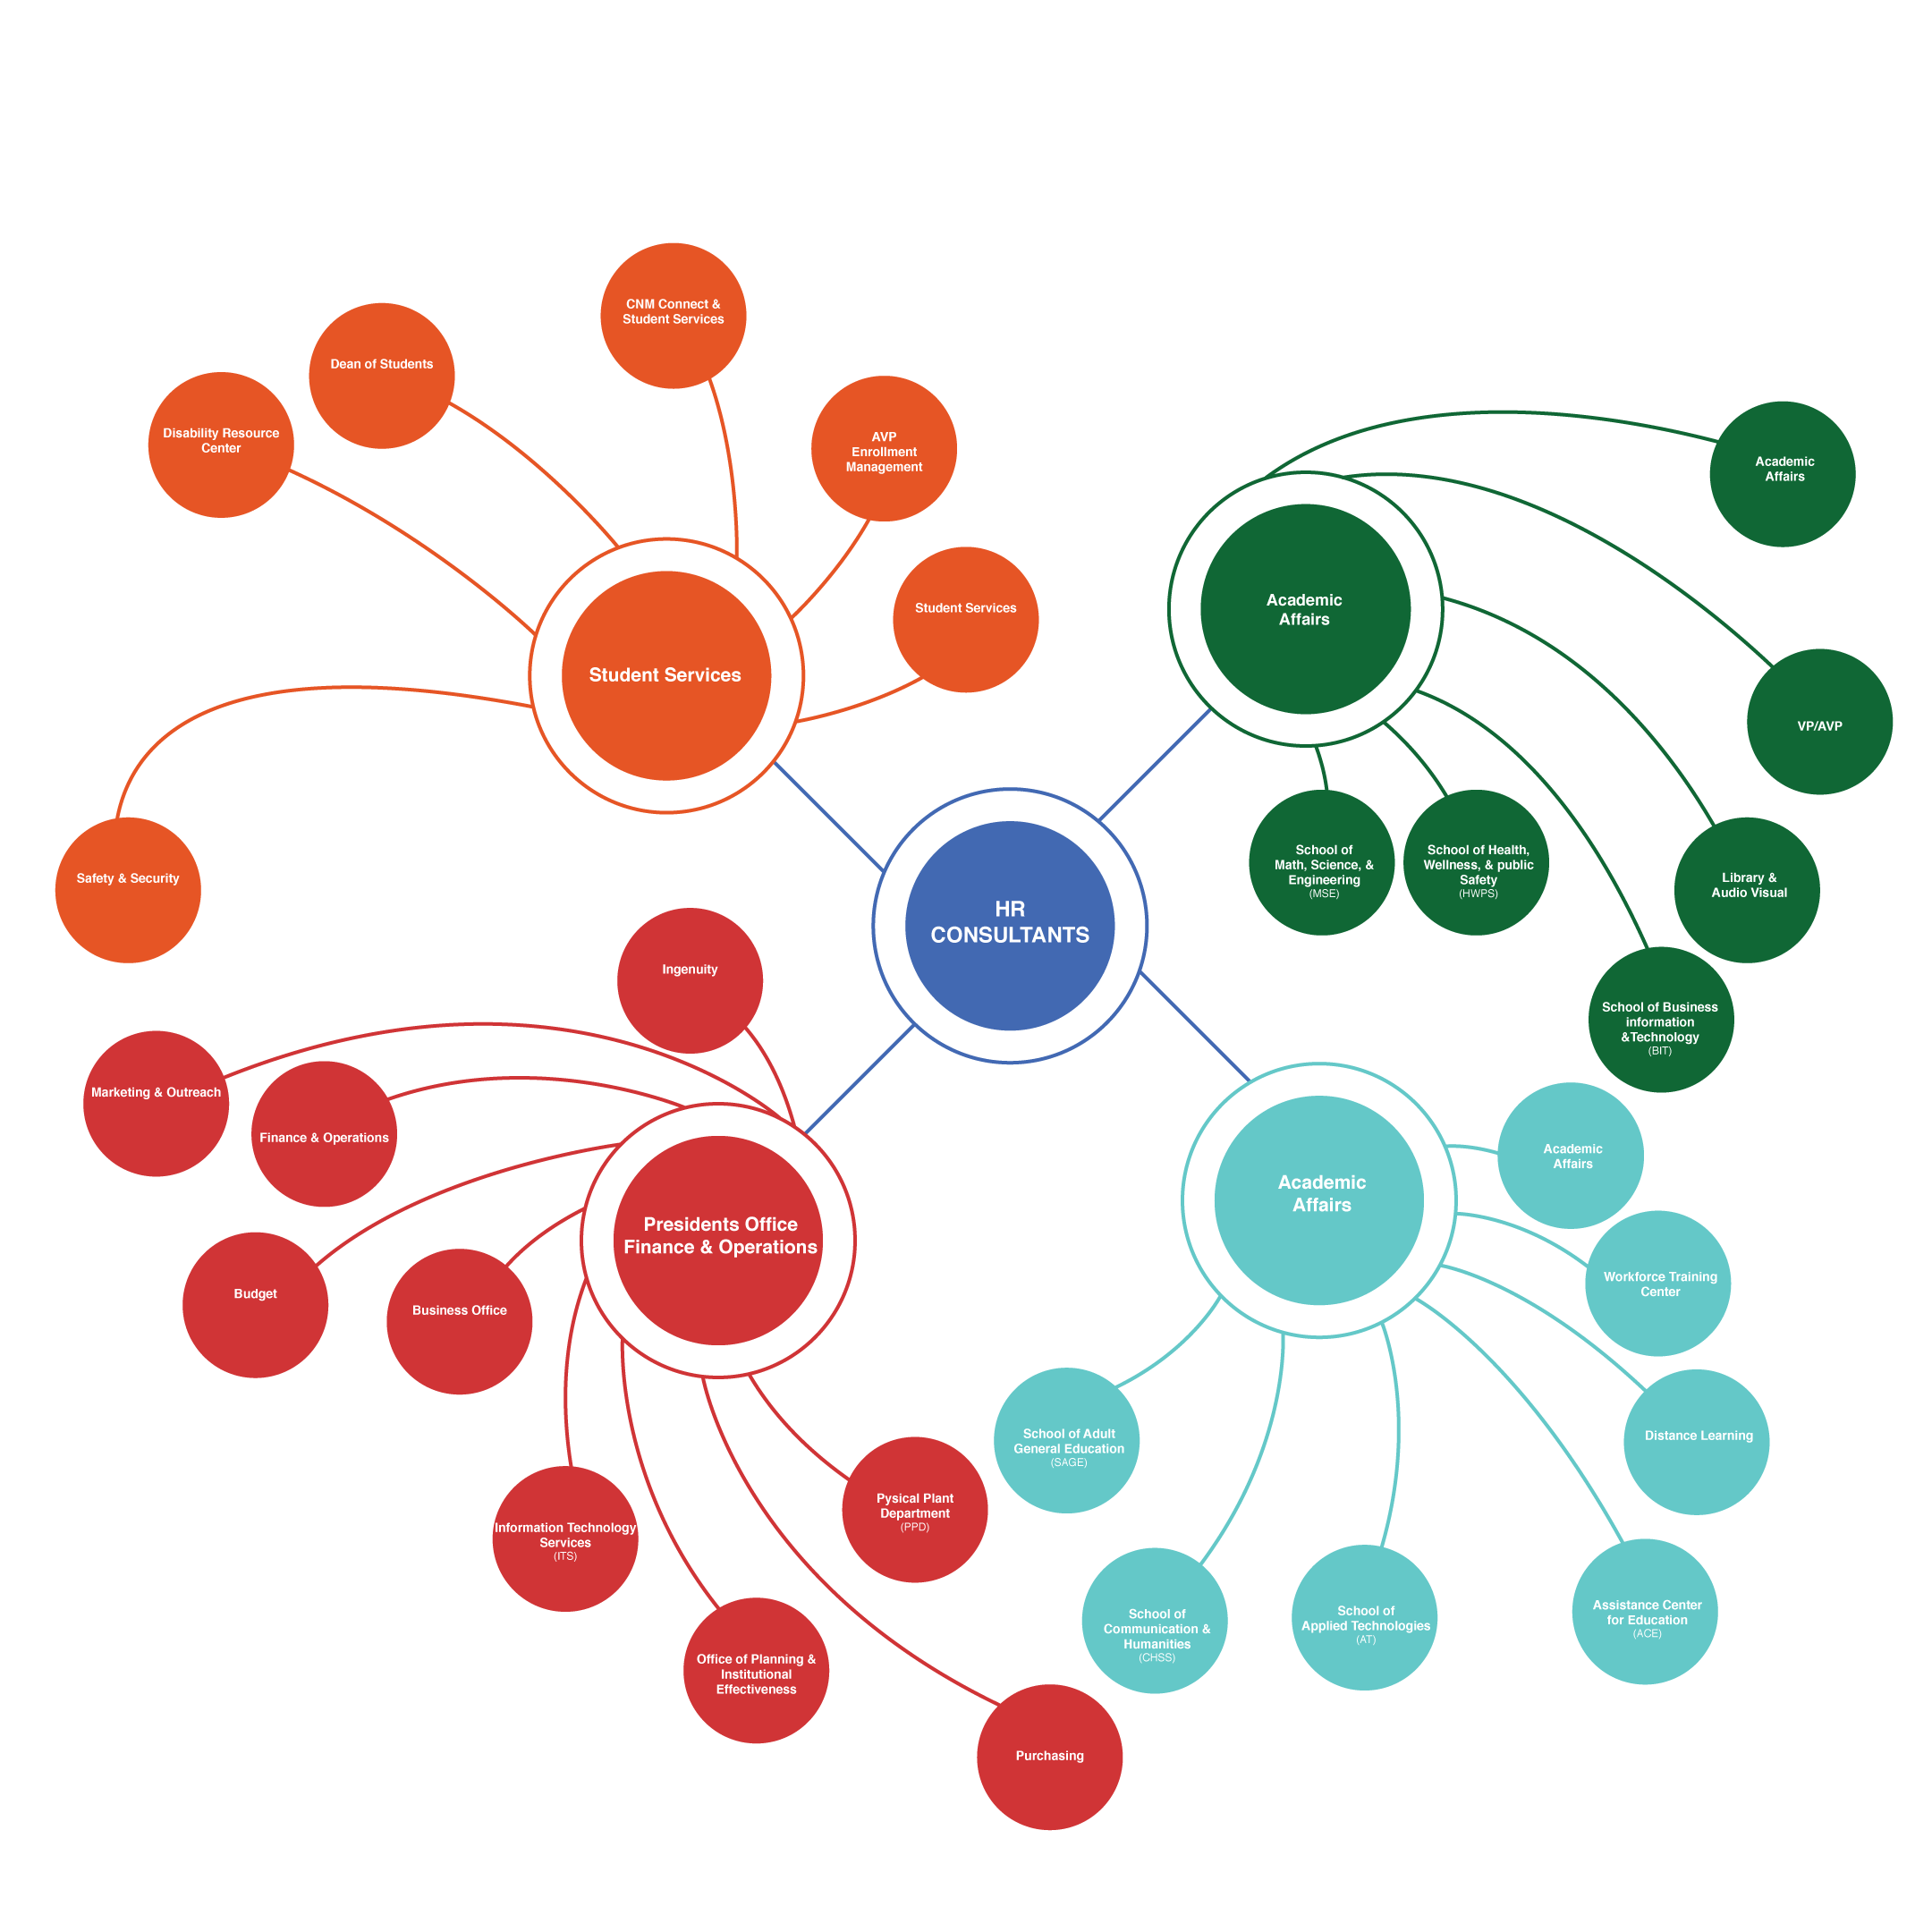 CNM Connect &
Student Services
Dean of Students
Disability Resource
Center
AVP
Enrollment
Management
Student Services
Student Services
Safety & Security
Academic
Affairs
Academic
Affairs
VP/AVP
School of
Math, Science, &
Engineering
(MSE)
School of Health,
Wellness, & public
Safety
(HWPS)
Library &
Audio Visual
School of Business
information
&Technology
(BIT)
HR
CONSULTANTS
Ingenuity
Marketing & Outreach
Finance & Operations
Presidents Office
Finance & Operations
Budget
Business Office
Information Technology
Services
(ITS)
Pysical Plant
Department
(PPD)
Office of Planning &
Institutional
Effectiveness
Purchasing
Academic
Affairs
Academic
Affairs
Workforce Training
Center
Distance Learning
School of Adult
General Education
(SAGE)
School of
Communication &
Humanities
(CHSS)
School of
Applied Technologies
(AT)
Assistance Center
for Education
(ACE)